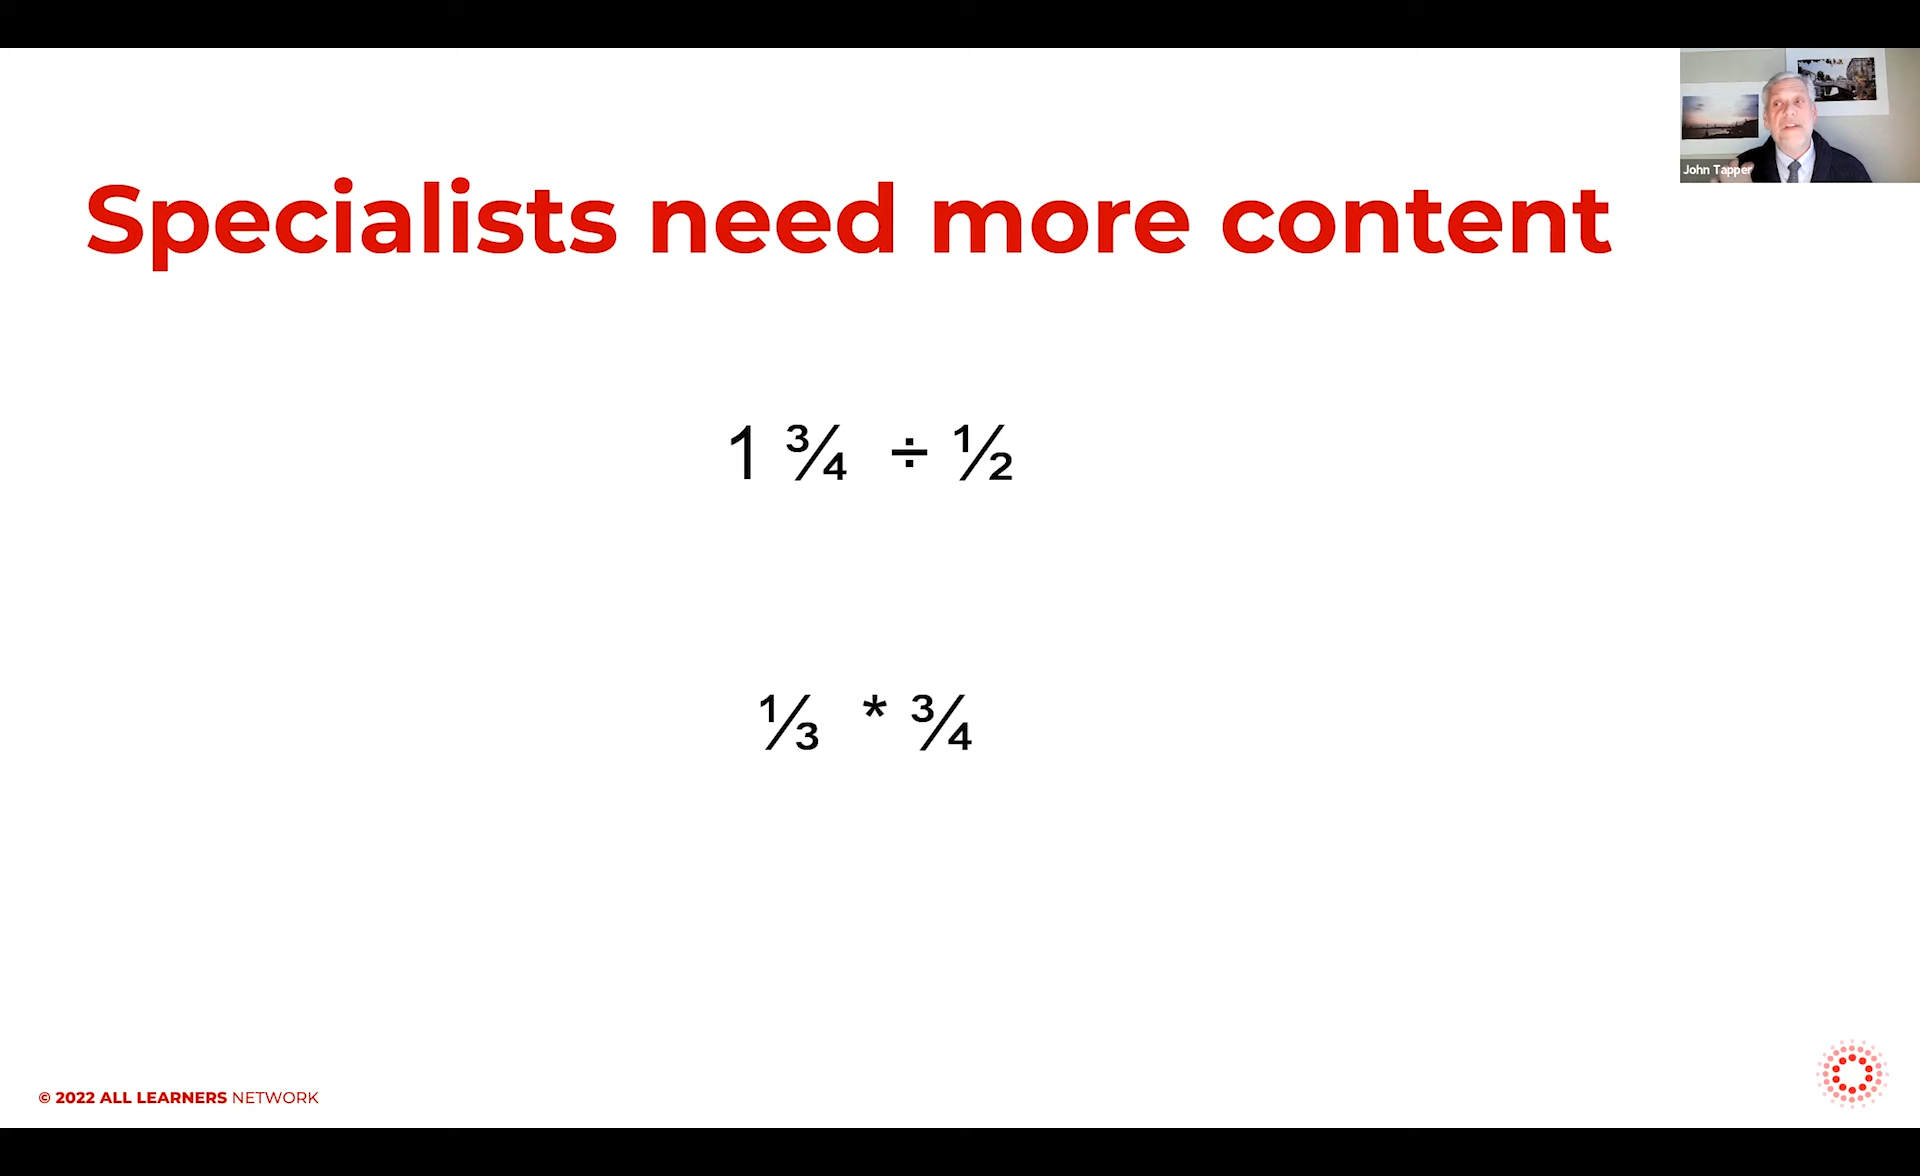 John Tapper
Specialists need more content
1 ¾ ÷ ½
⅓ * ¾
© 2022 ALL LEARNERS NETWORK